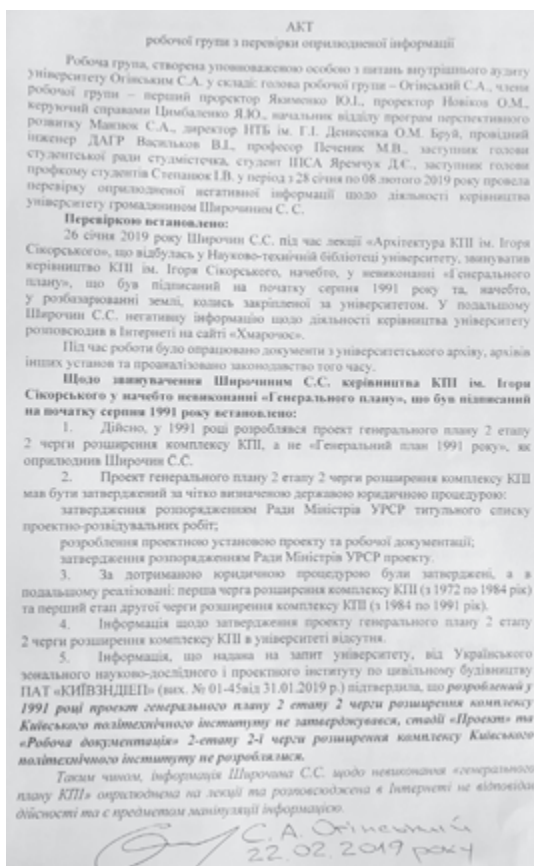 АКТ
робочої групи з перевірки оприлюдненої інформації
Робоча група, створена уповноваженою особою з питань внутрішнього аудиту
університету Огінським С.А. у складі: голова робочої групи – Огінський С.А., члени
робочої групи – перший проректор Якименко Ю.І., проректор Новіков О.М.,
керуючий справами Цимбаленко Я.Ю., начальник відділу програм перспективного
розвитку С.А., директор НТБ ім. Г.І. Денисенка О.М. Бруй, провідний
інженер ДАГР Васильков В.І., професор Печеник М.В., заступник голови
студентської ради студмістечка, студент ІПСА Яремчук Д.Є., заступник голови
профкому студентів Степанюк І.В. у період з 28 січня по 08 лютого 2019 року провела
перевірку оприлюдненої негативної інформації щодо діяльності керівництва
університету громадянином Широчиним С. С.
Перевіркою встановлено:
26 січня 2019 року Широчин С.С. під час лекції «Архітектура КПІ ім. Ігоря
Сікорського», що відбулась у Науково-технічній бібліотеці університету, звинуватив
керівництво КПІ ім. Ігоря Сікорського, начебто, у невиконанні «Генерального
плану», що був підписаний на початку серпня 1991 року та, начебто,
у розбазарюванні землі, колись закріпленої за університетом. У подальшому
Широчин С.С. негативну інформацію щодо діяльності керівництва університету
розповсюдив в Інтернеті на сайті «Хмарочос».
Під час роботи було опрацьовано документи з університетського архіву, архівів
інших установ та проаналізовано законодавство того часу.
Щодо звинувачення Широчиним С.С. керівництва КПІ ім. Ігоря
Сікорського у начебто невиконанні «Генерального плану», що був підписаний
на початку серпня 1991 року встановлено:
1. Дійсно, у 1991 році розроблявся проект генерального плану 2 етапу
2 черги розширення комплексу КПІ, а не «Генеральний план 1991 року», як
оприлюднив Широчин С.С.
2. Проект генерального плану 2 етапу 2 черги розширення комплексу КПІ
мав бути затверджений за чітко визначеною державою юридичною процедурою:
затвердження розпорядженням Ради Міністрів УРСР титульного списку
проектно-розвідувальних робіт;
розроблення проектною установою проекту та робочої документації;
затвердження розпорядженням Ради Міністрів УРСР проекту.
3. За дотриманою юридичною процедурою були затверджені, а в
подальшому реалізовані: перша черга розширення комплексу КПІ (з 1972 по 1984 рік)
та перший етап другої черги розширення комплексу КПІ (з 1984 по 1991 рік).
4. Інформація щодо затвердження проекту генерального плану 2 етапу
2 черги розширення комплексу КПІ в університеті відсутня.
5. Інформація, що надана на запит університету, від Українського
зонального науково-дослідного і проектного інституту по цивільному будівництву
ПАТ «КИЇВЗНДІЕП» (вих. № 01-45від 31.01.2019 р.) підтвердила, що розроблений у
1991 році проект генерального плану 2 етапу 2 черги розширення комплексу
Київського політехнічного інституту не затверджувався, стадії «Проект» та
«Робоча документація» 2-етапу 2-ї черги розширення комплексу Київського
політехнічного інституту не розроблялися.
Таким чином, інформація Широчина С.С. щодо невиконання «генерального
плану КПІ» оприлюднена на лекції та розповсюджена в Інтернеті не відповідає
дійсності та є предметом маніпуляції інформацією.
С. А. Огінський
22.02.2019 року